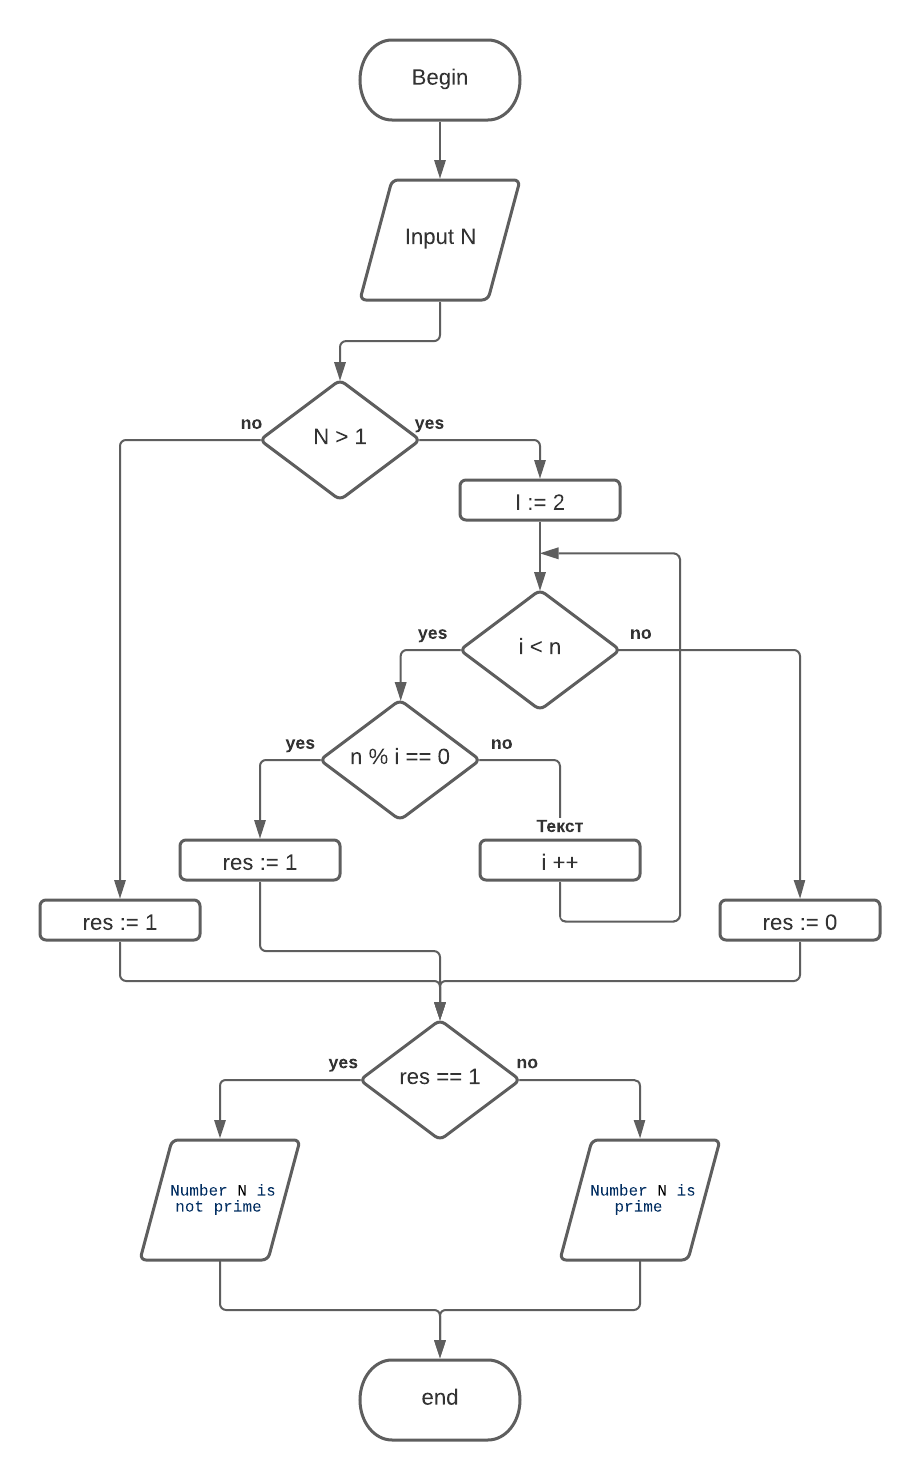 Begin
Input N
no
yes
N > 1
I := 2
yes
no
i < n
yes
no
n % i == 0
Текст
res := 1
i ++
res := 1
res := 0
yes
no
res == 1
Number N is
not prime
Number N is
prime
end